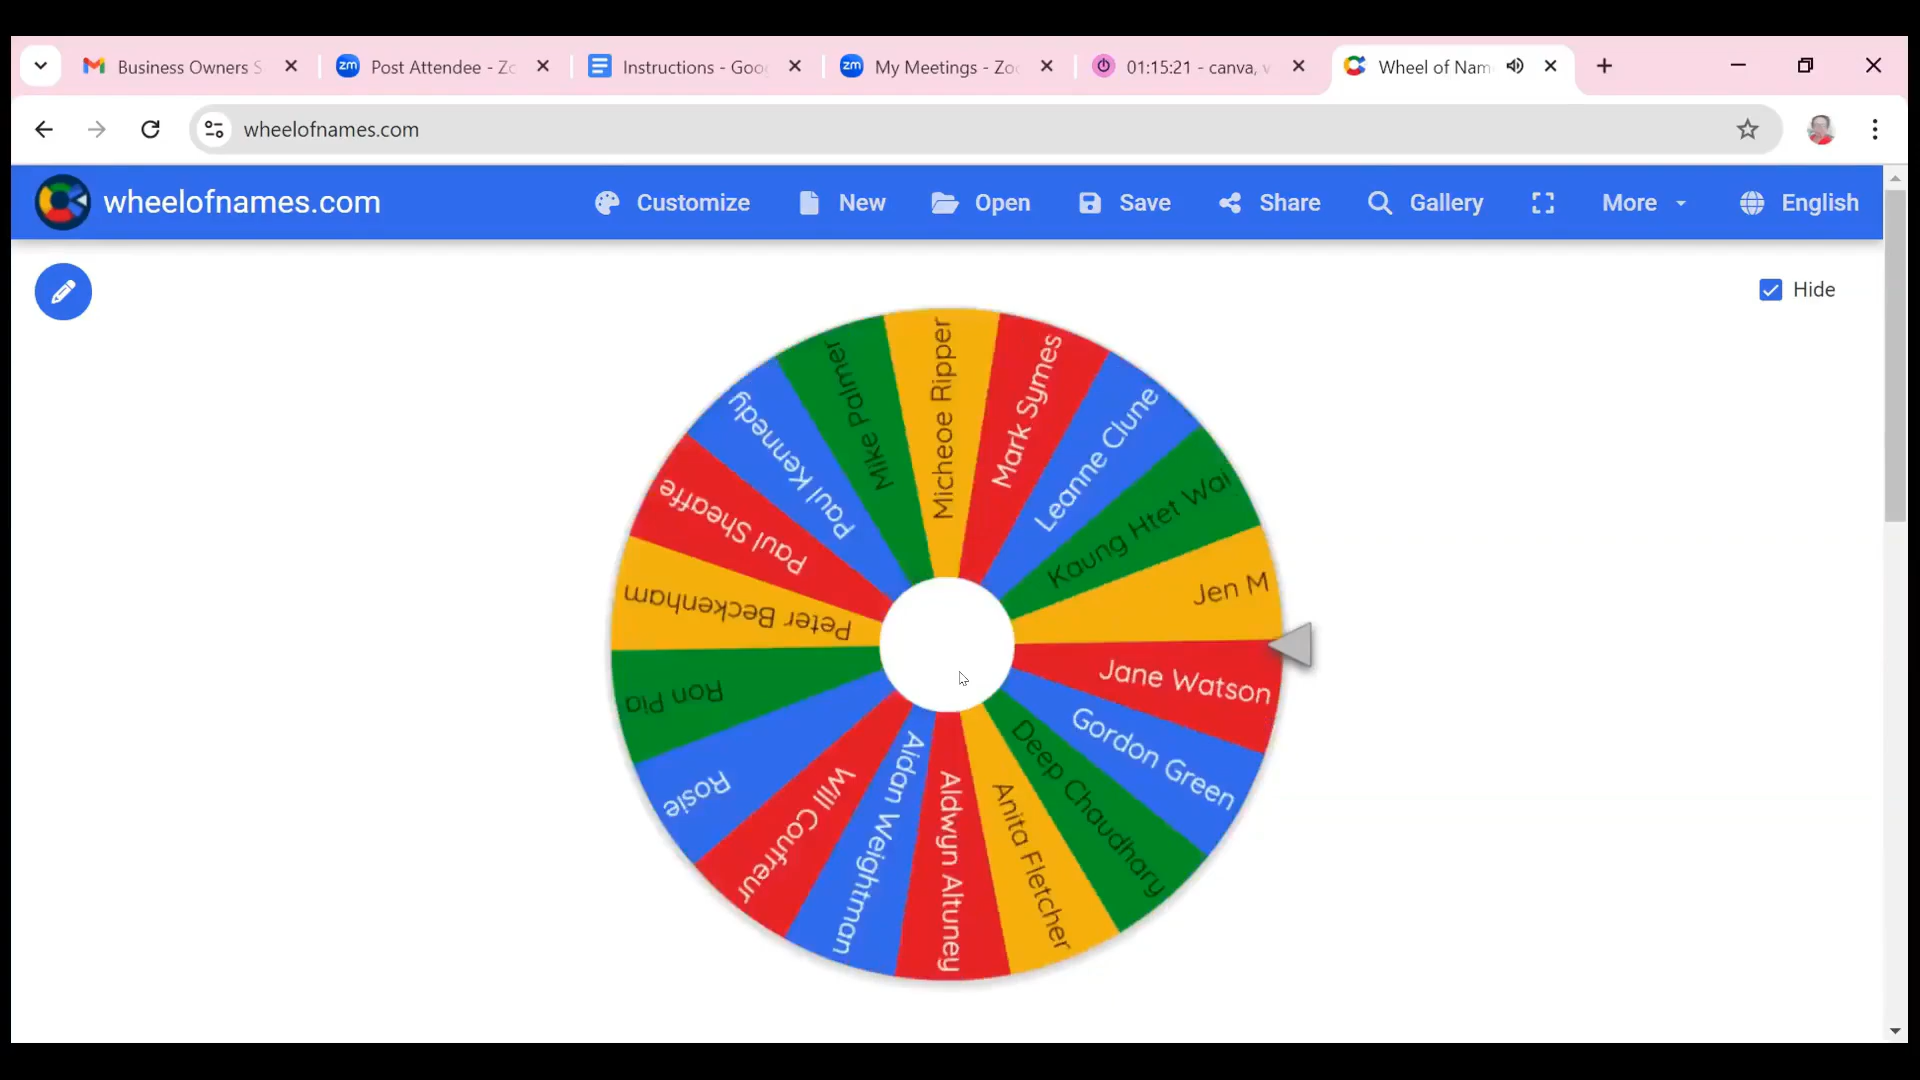 Business Owners S
Post Attendee - Zo
Instructions - Goo
My Meetings - Zoo
01:15:21 - canva, v
Wheel of Nam
wheelofnames.com
wheelofnames.com
Customize
New
Open
Save
Share
Gallery
More
English
Hide
Micheoe Ripper
Mark Symes
Leanne Clune
Kaung Htet Wai
Jen M
Jane Watson
Gordon Green
Deep Chaudhary
Anita Fletcher
Aldwyn Altuney
Aidan Weightman
Will Coufreur
Rosie
Ron Pia
Peter Beckenham
Paul Sheaffe
Paul Kennedy
Mike Palmer